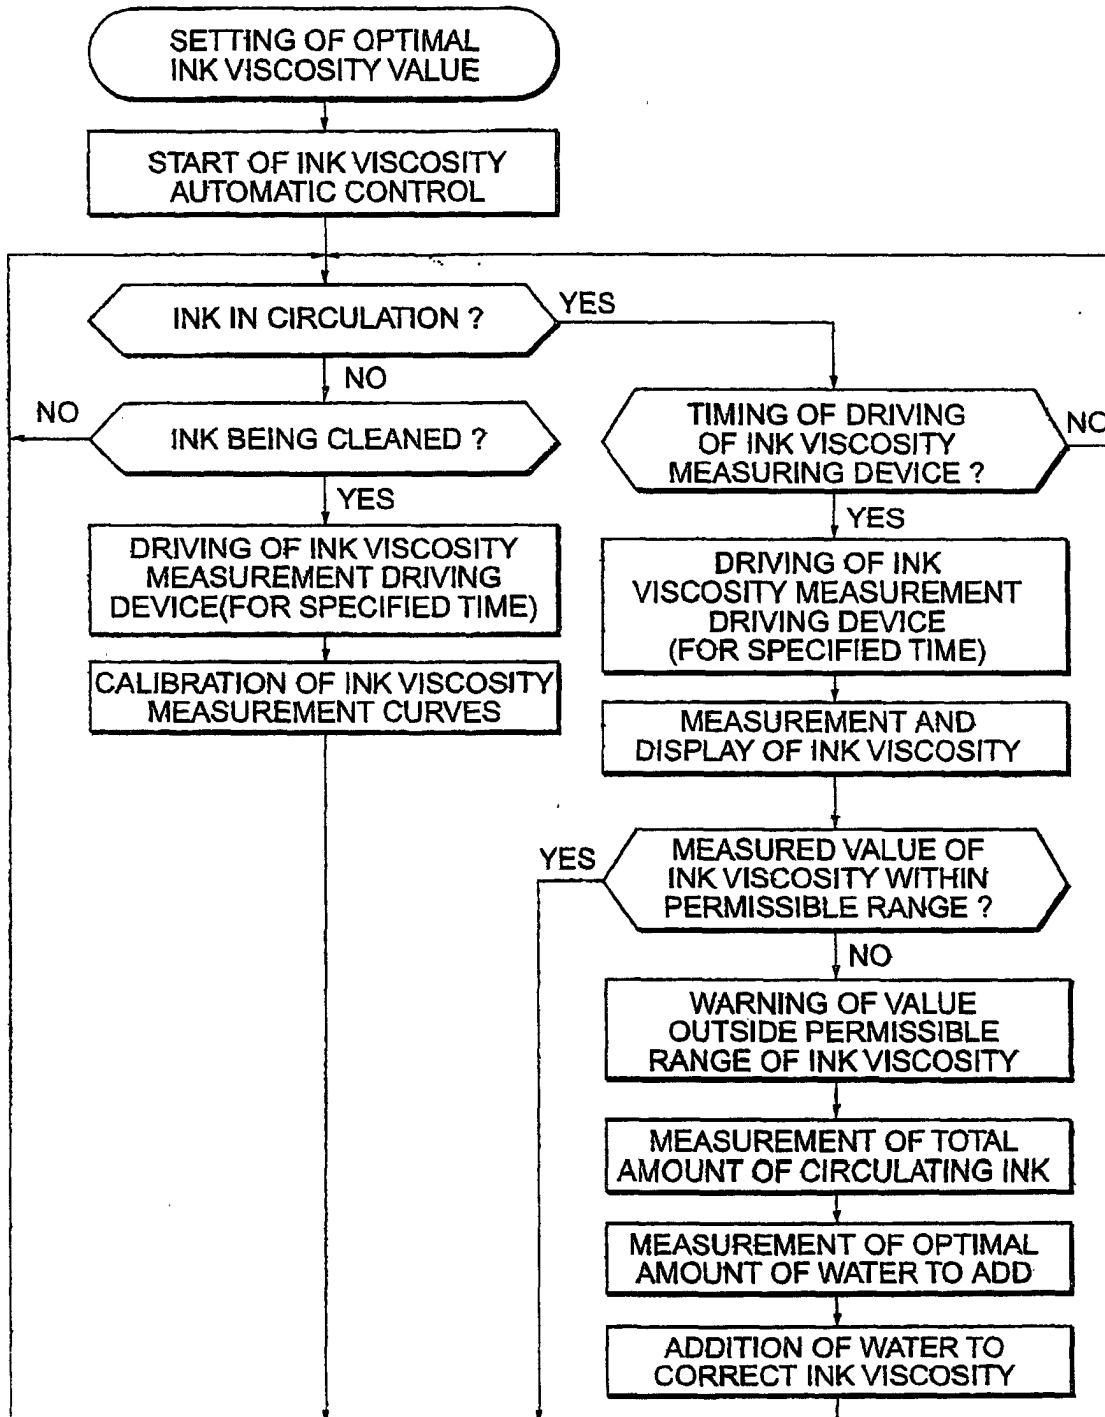 SETTING OF OPTIMAL
INK VISCOSITY VALUE
START OF INK VISCOSITY
AUTOMATIC CONTROL
INK IN CIRCULATION ?
YES
NO
NO
INK BEING CLEANED ?
YES
DRIVING OF INK VISCOSITY
MEASUREMENT DRIVING
DEVICE(FOR SPECIFIED TIME)
CALIBRATION OF INK VISCOSITY
MEASUREMENT CURVES
TIMING OF DRIVING
OF INK VISCOSITY
MEASURING DEVICE ?
NO
YES
DRIVING OF INK
VISCOSITY MEASUREMENT
DRIVING DEVICE
(FOR SPECIFIED TIME)
MEASUREMENT AND
DISPLAY OF INK VISCOSITY
YES
MEASURED VALUE OF
INK VISCOSITY WITHIN
PERMISSIBLE RANGE ?
NO
WARNING OF VALUE
OUTSIDE PERMISSIBLE
RANGE OF INK VISCOSITY
MEASUREMENT OF TOTAL
AMOUNT OF CIRCULATING INK
MEASUREMENT OF OPTIMAL
AMOUNT OF WATER TO ADD
ADDITION OF WATER TO
CORRECT INK VISCOSITY